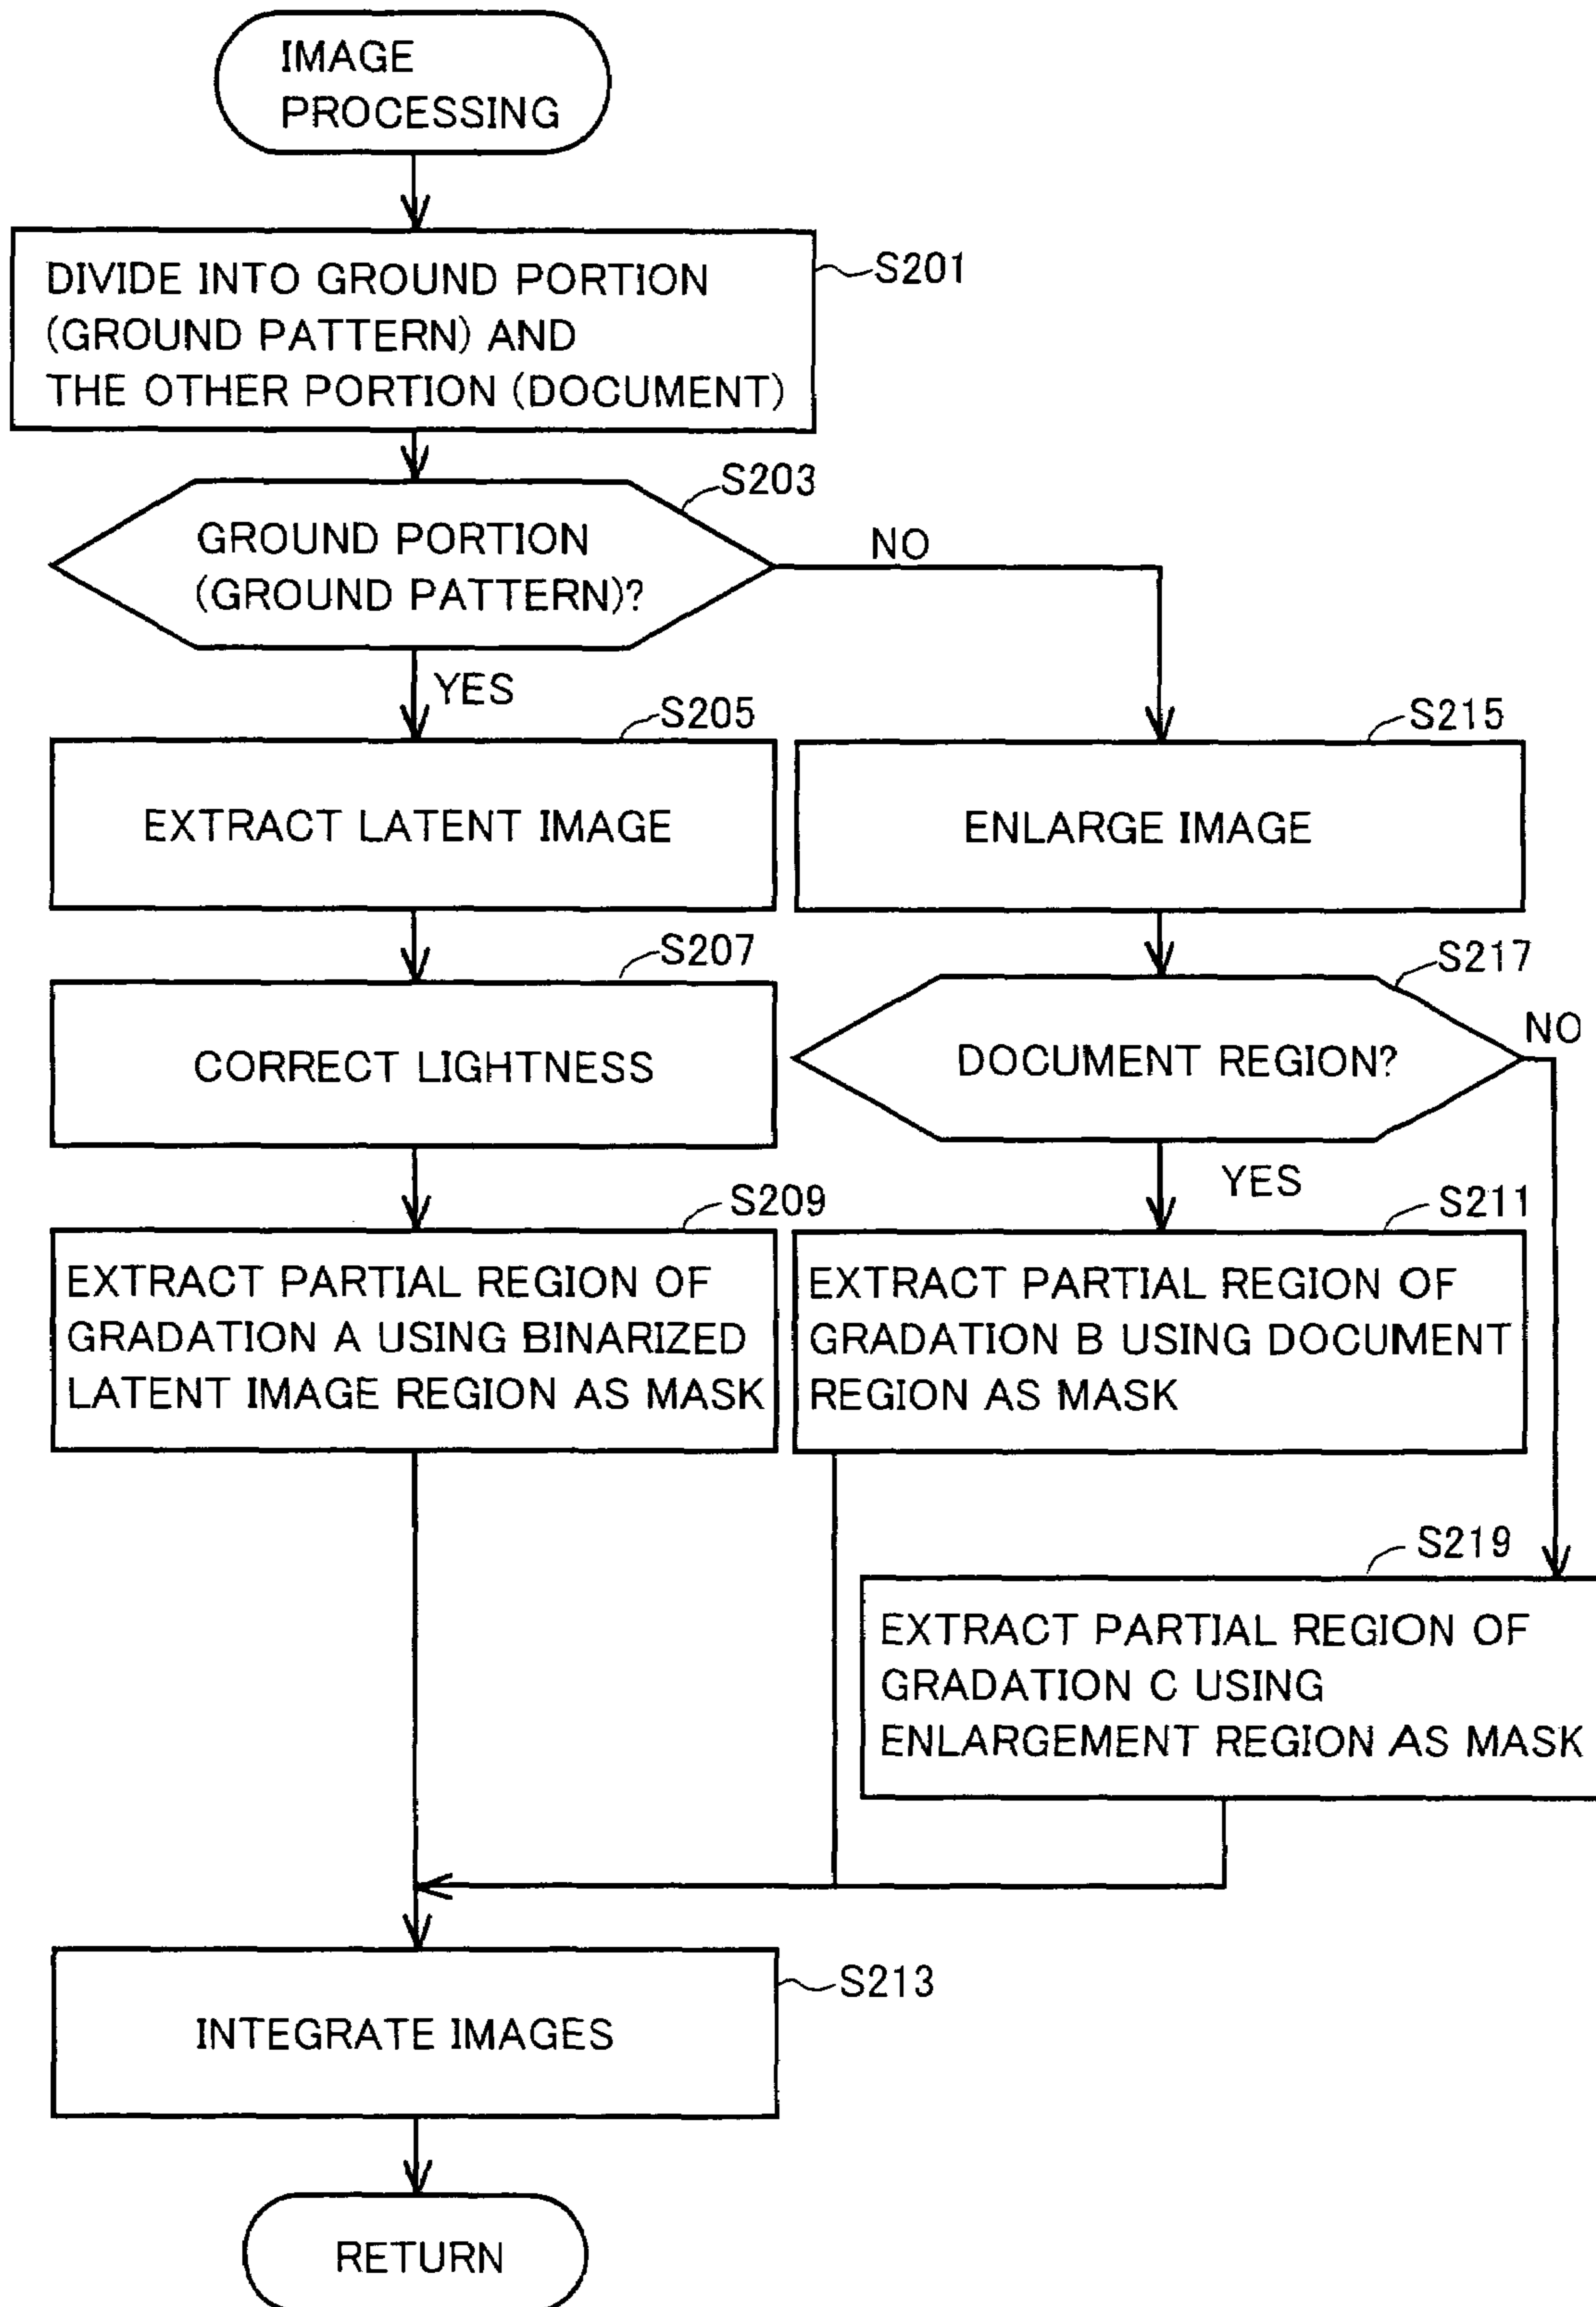 IMAGE
PROCESSING
DIVIDE INTO GROUND PORTION
(GROUND PATTERN) AND
THE OTHER PORTION (DOCUMENT)
S201
S203
GROUND PORTION
(GROUND PATTERN)?
NO
YES
S205
EXTRACT LATENT IMAGE
S215
ENLARGE IMAGE
S207
CORRECT LIGHTNESS
S217
DOCUMENT REGION?
NO
YES
S209
EXTRACT PARTIAL REGION OF
GRADATION A USING BINARIZED
LATENT IMAGE REGION AS MASK
S211
EXTRACT PARTIAL REGION OF
GRADATION B USING DOCUMENT
REGION AS MASK
S219
EXTRACT PARTIAL REGION OF
GRADATION C USING
ENLARGEMENT REGION AS MASK
S213
INTEGRATE IMAGES
RETURN